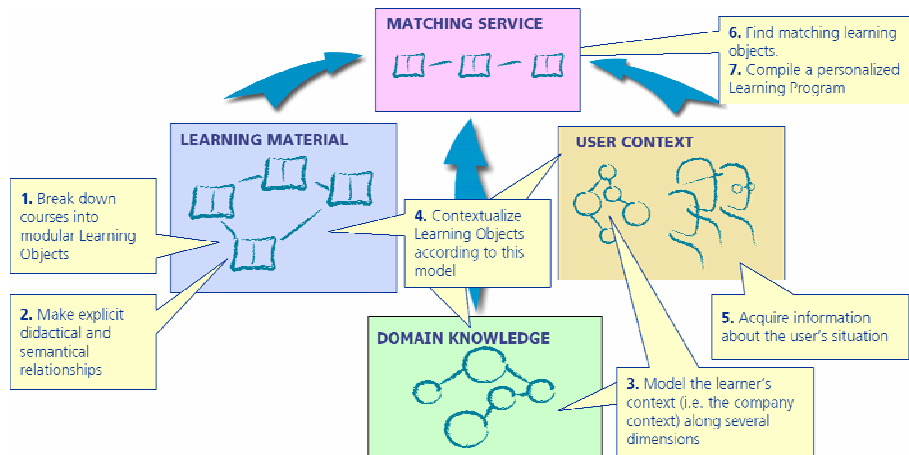 MATCHING SERVICE
6. Find matching learning
objects.
7. Compile a personalized
Learning Program
LEARNING MATERIAL
USER CONTEXT
1. Break down
courses into
modular Learning
Objects
4. Contextualize
Learning Objects
according to this
model
2. Make explicit
didactical and
semantical
relationships
5. Acquire information
about the user's situation
DOMAIN KNOWLEDGE
3. Model the learner's
context (i.e. the company
context) along several
dimensions